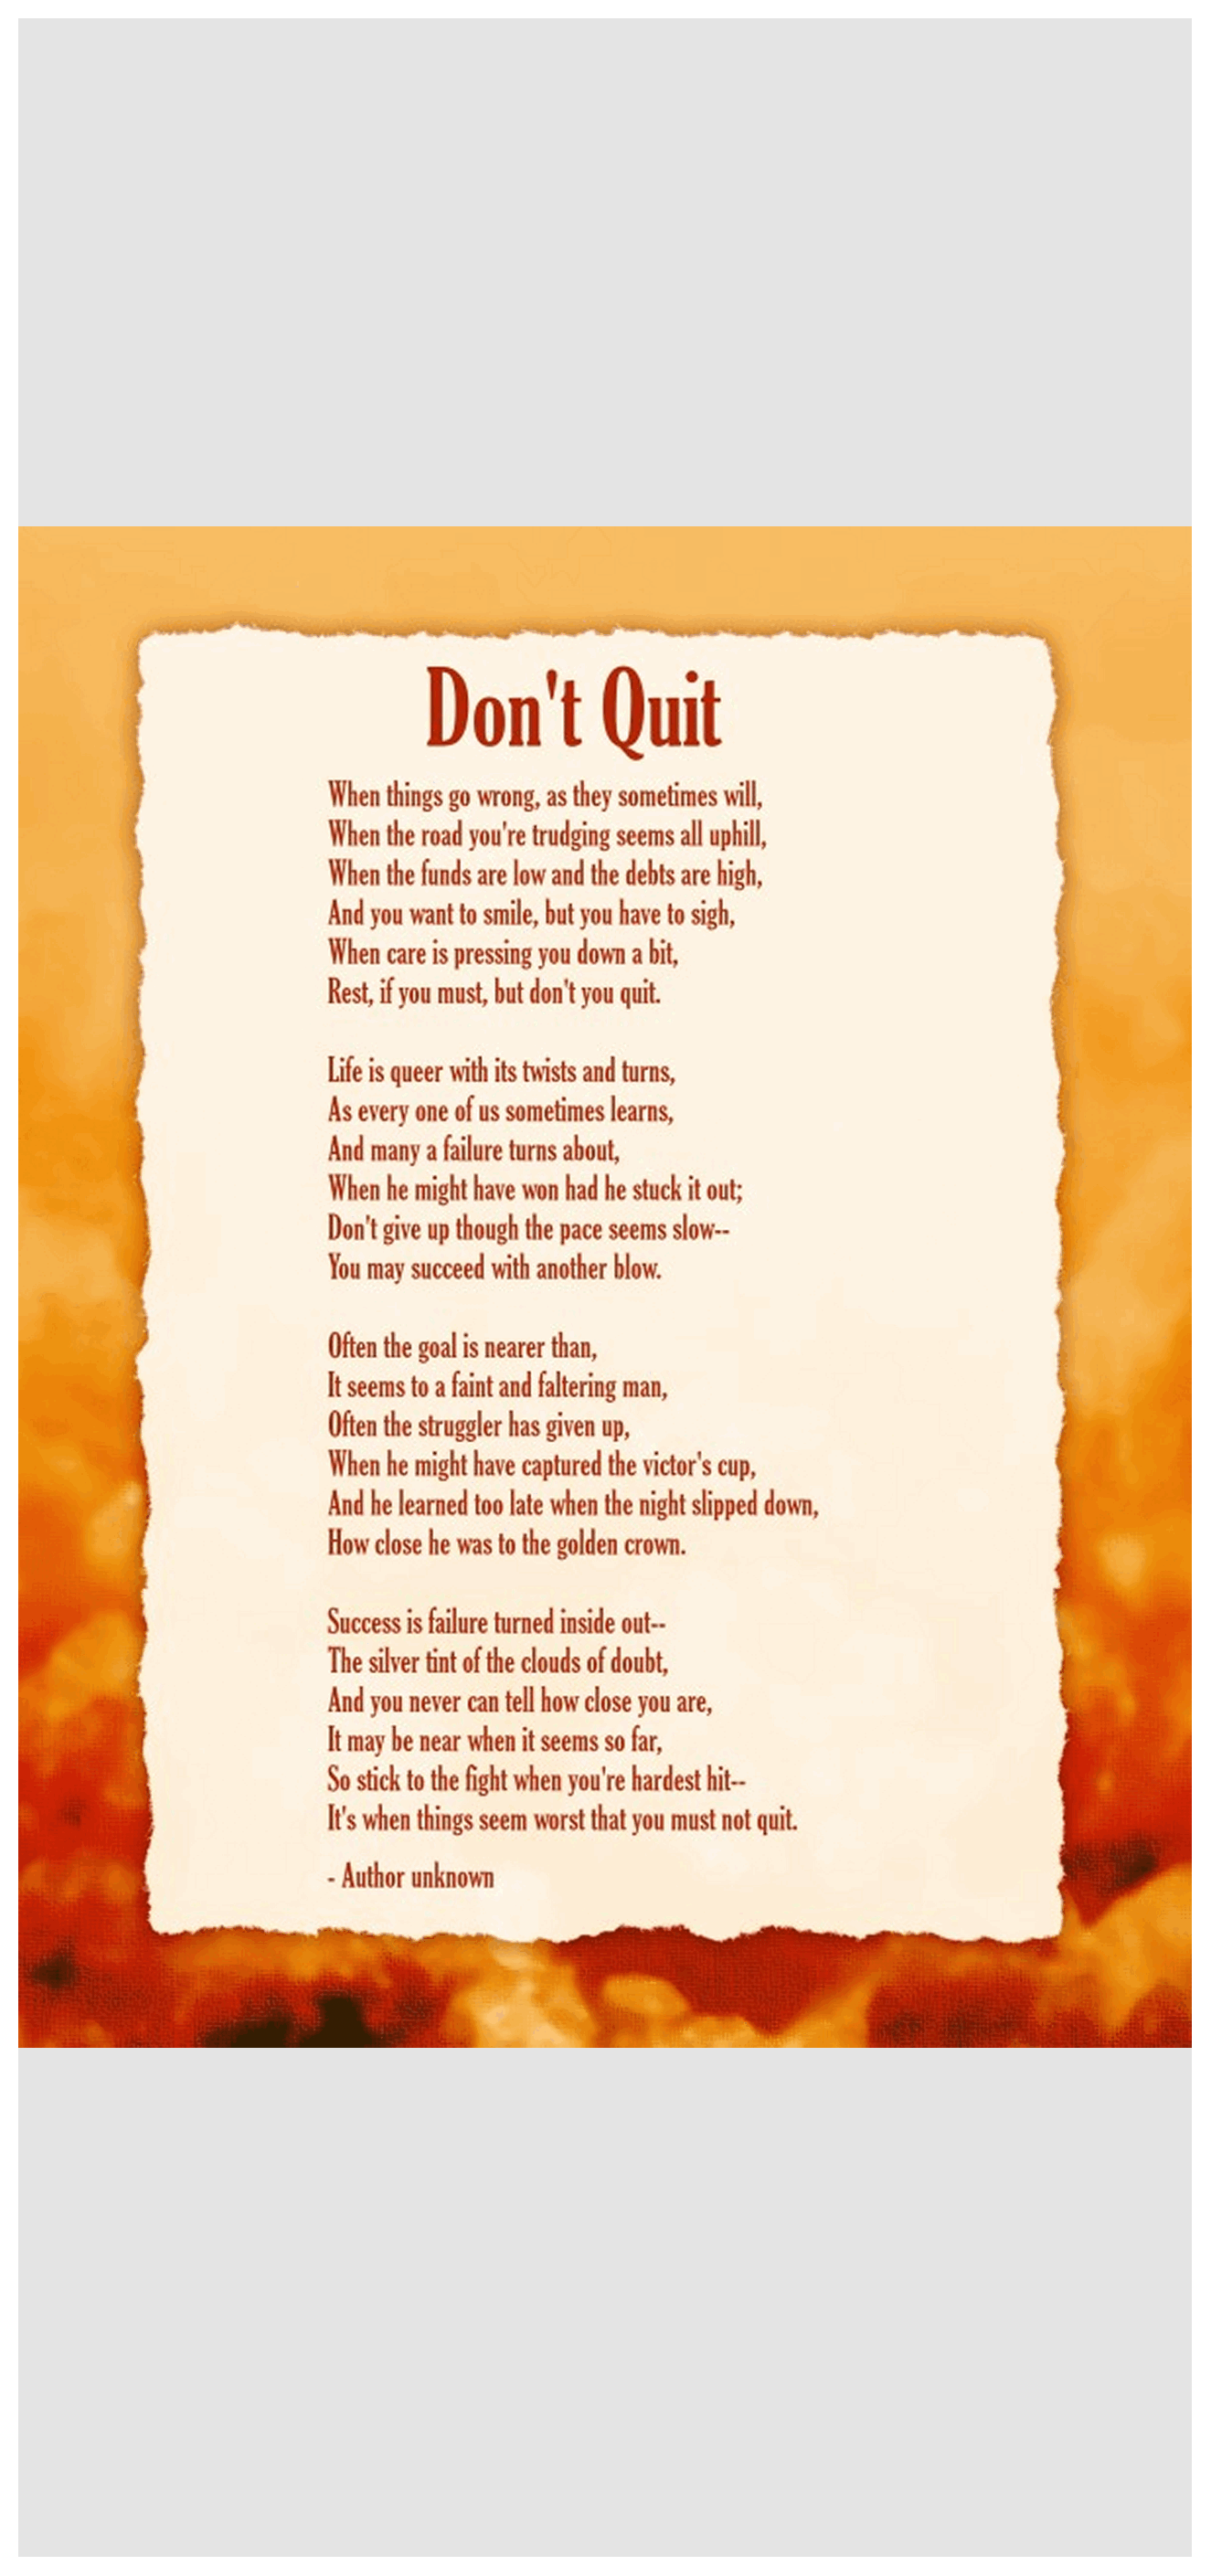 Don't Quit
When things go wrong, as they sometimes will,
When the road you're trudging seems all uphill,
When the funds are low and the debts are high,
And you want to smile, but you have to sigh,
When care is pressing you down a bit,
Rest, if you must, but don't you quit.
Life is queer with its twists and turns,
As every one of us sometimes learns,
And many a failure turns about,
When he might have won had he stuck it out;
Don't give up though the pace seems slow--
You may succeed with another blow.
Often the goal is nearer than,
It seems to a faint and faltering man,
Often the struggler has given up,
When he might have captured the victor's cup,
And he learned too late when the night slipped down,
How close he was to the golden crown.
Success is failure turned inside out--
The silver tint of the clouds of doubt,
And you never can tell how close you are,
It may be near when it seems so far,
So stick to the fight when you're hardest hit--
It's when things seem worst that you must not quit.
- Author unknown